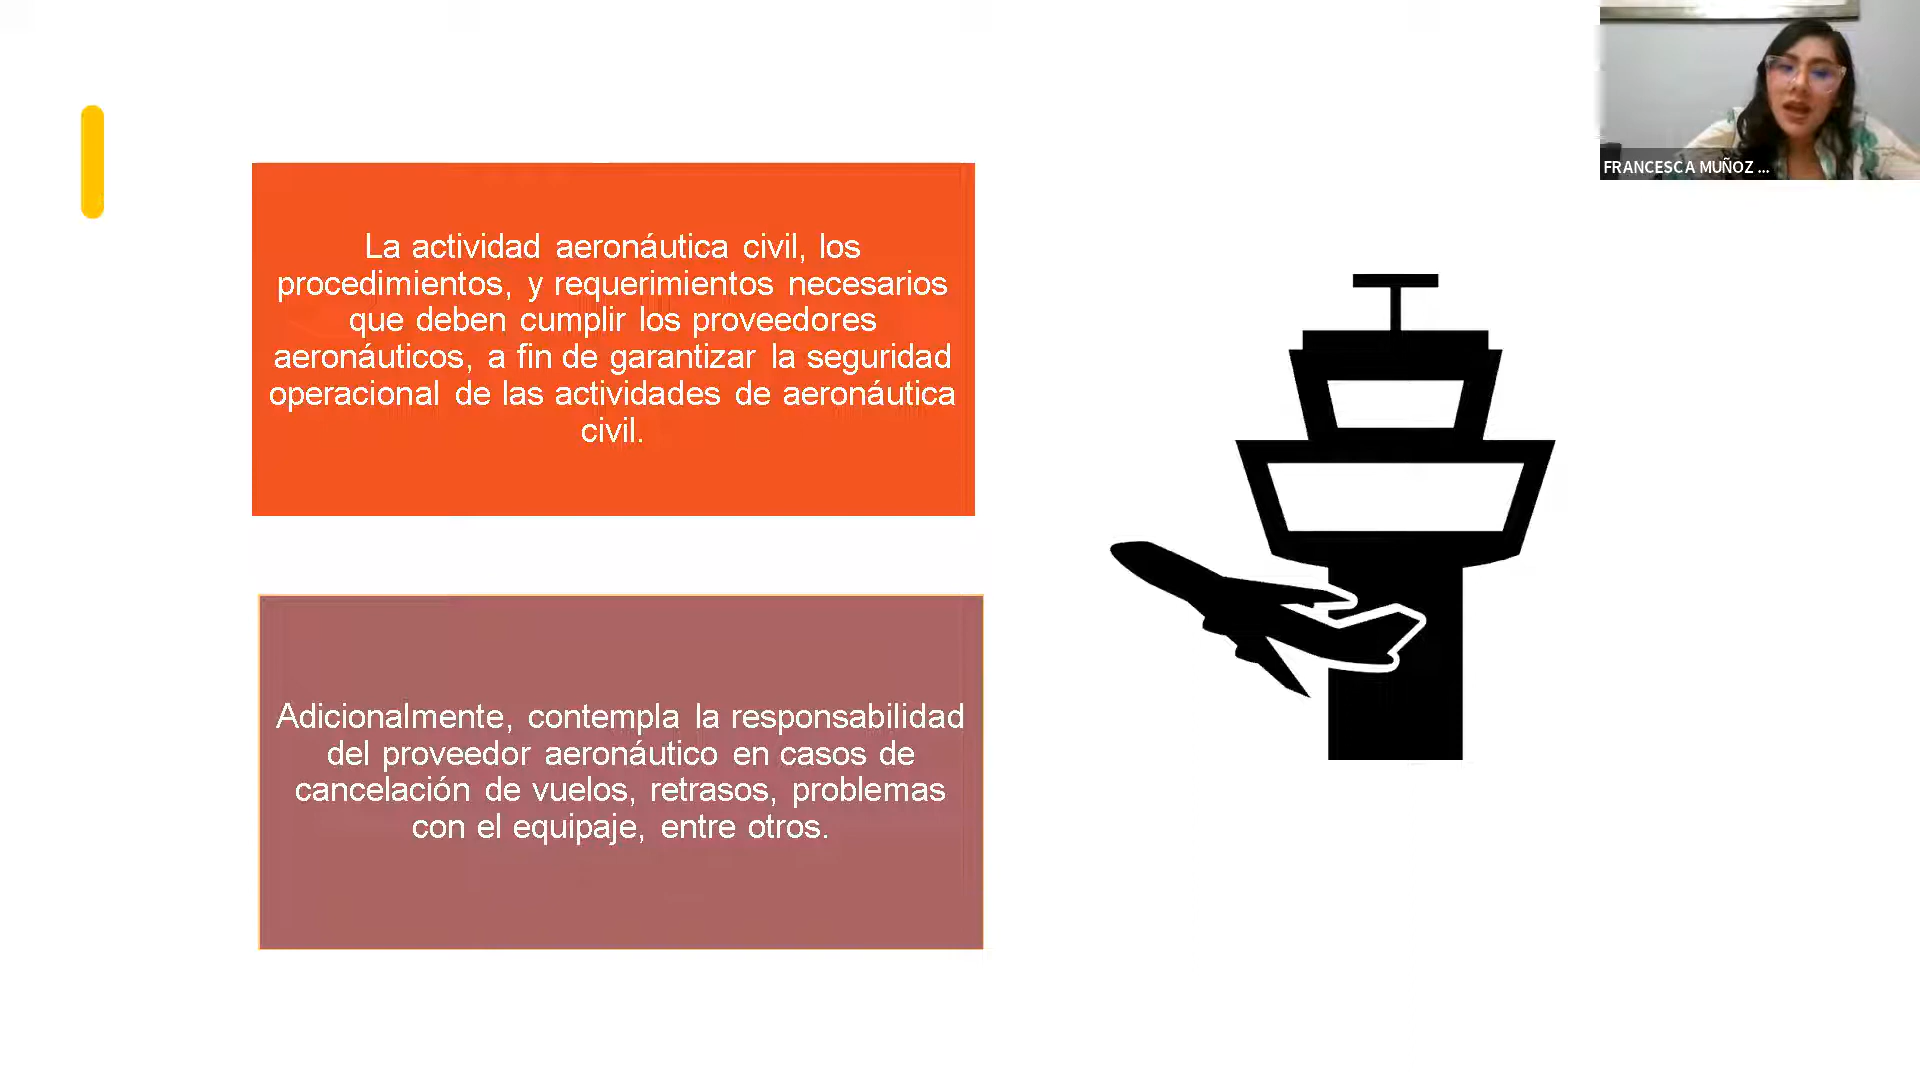 La actividad aeronáutica civil, los
procedimientos, y requerimientos necesarios
que deben cumplir los proveedores
aeronáuticos, a fin de garantizar la seguridad
operacional de las actividades de aeronáutica
civil.
Adicionalmente, contempla la responsabilidad
del proveedor aeronáutico en casos de
cancelación de vuelos, retrasos, problemas
con el equipaje, entre otros.
FRANCESCA MUÑOZ ...